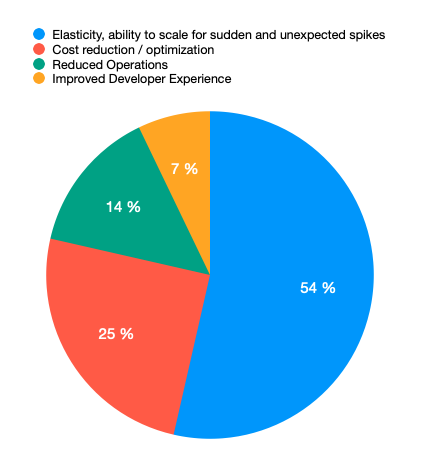 Elasticity, ability to scale for sudden and unexpected spikes
Cost reduction / optimization
Reduced Operations
Improved Developer Experience
7 %
14 %
54 %
25 %